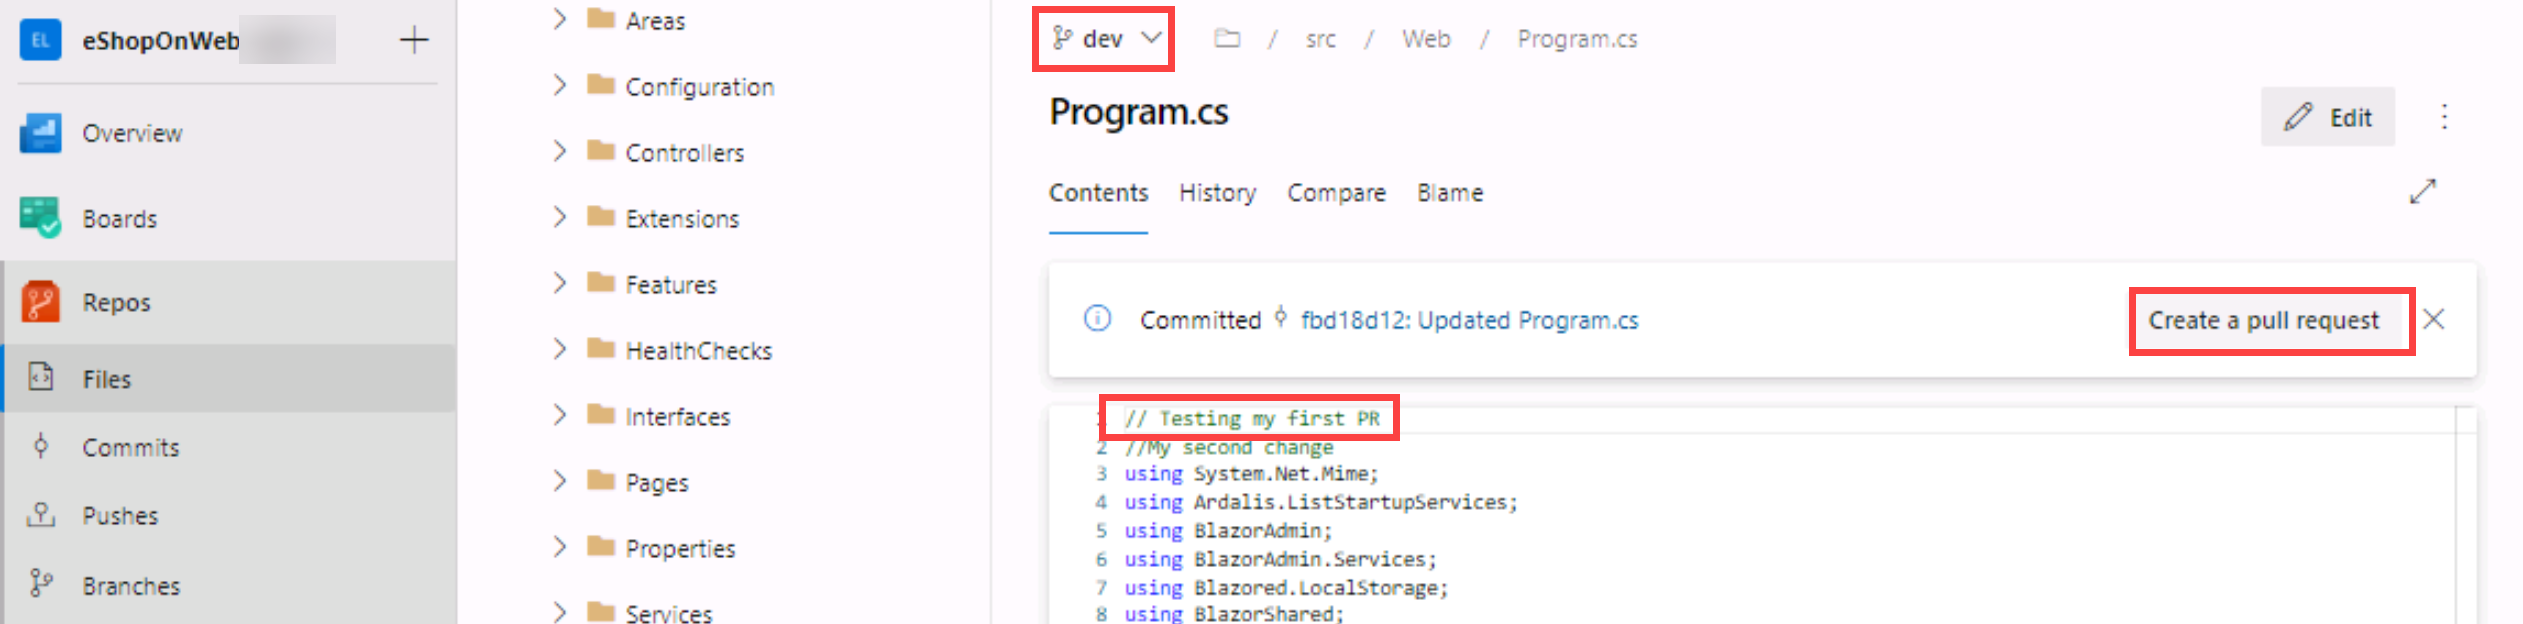 EL
eShopOnWeb
Overview
Boards
Repos
Files
Commits
Pushes
Branches
Areas
Configuration
Controllers
Extensions
Features
HealthChecks
Interfaces
Pages
Properties
Services
dev
/ src / Web / Program.cs
Program.cs
Edit
Contents History Compare Blame
Committed fbd18d12: Updated Program.cs
Create a pull request
1 // Testing my first PR
2 //My second change
3 using System.Net.Mime;
4 using Ardalis.ListStartupServices;
5 using BlazorAdmin;
6 using BlazorAdmin.Services;
7 using Blazored.LocalStorage;
8 using BlazorShared;